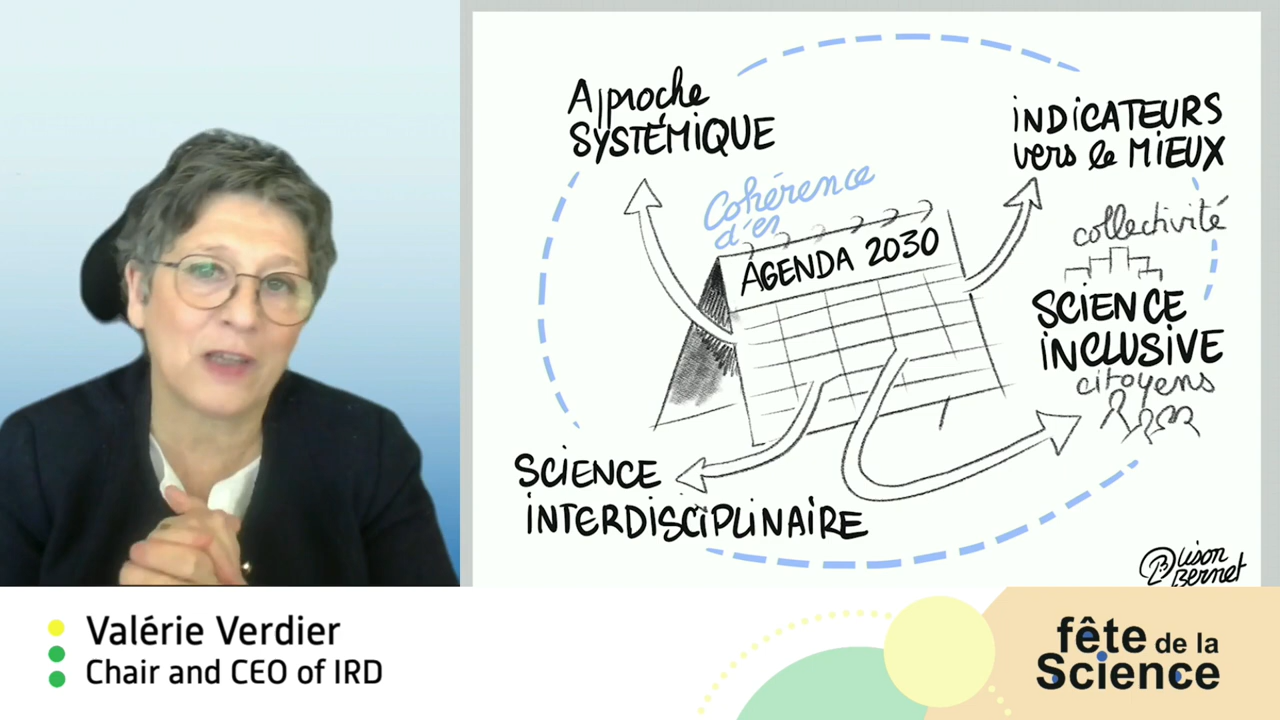 Approche
SYSTÉMIQUE
iNDiCATEURS
vers le MiEUX
Cohérence
d'en
AGENDA 2030
collectivité
SCiENCE
iNCLUSiVE
citoyens
SCiENCE
iNTERDiSCiPLiNAiRE
Alison
Bernet
Valérie Verdier
Chair and CEO of IRD
fête de la
Science